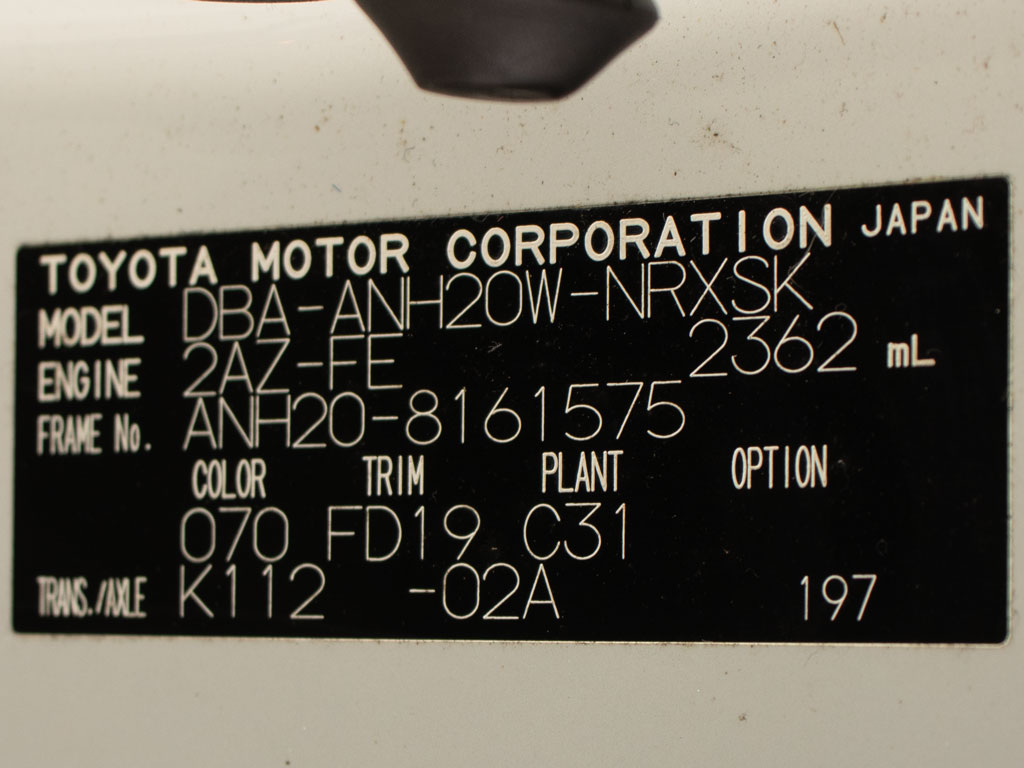 TOYOTA MOTOR CORPORATION JAPAN
MODEL DBA-ANH20W-NRXSK
ENGINE 2AZ-FE 2362 mL
FRAME No. ANH20-8161575
COLOR TRIM PLANT OPTION
070 FD19 C31
TRANS./AXLE K112 -02A 197